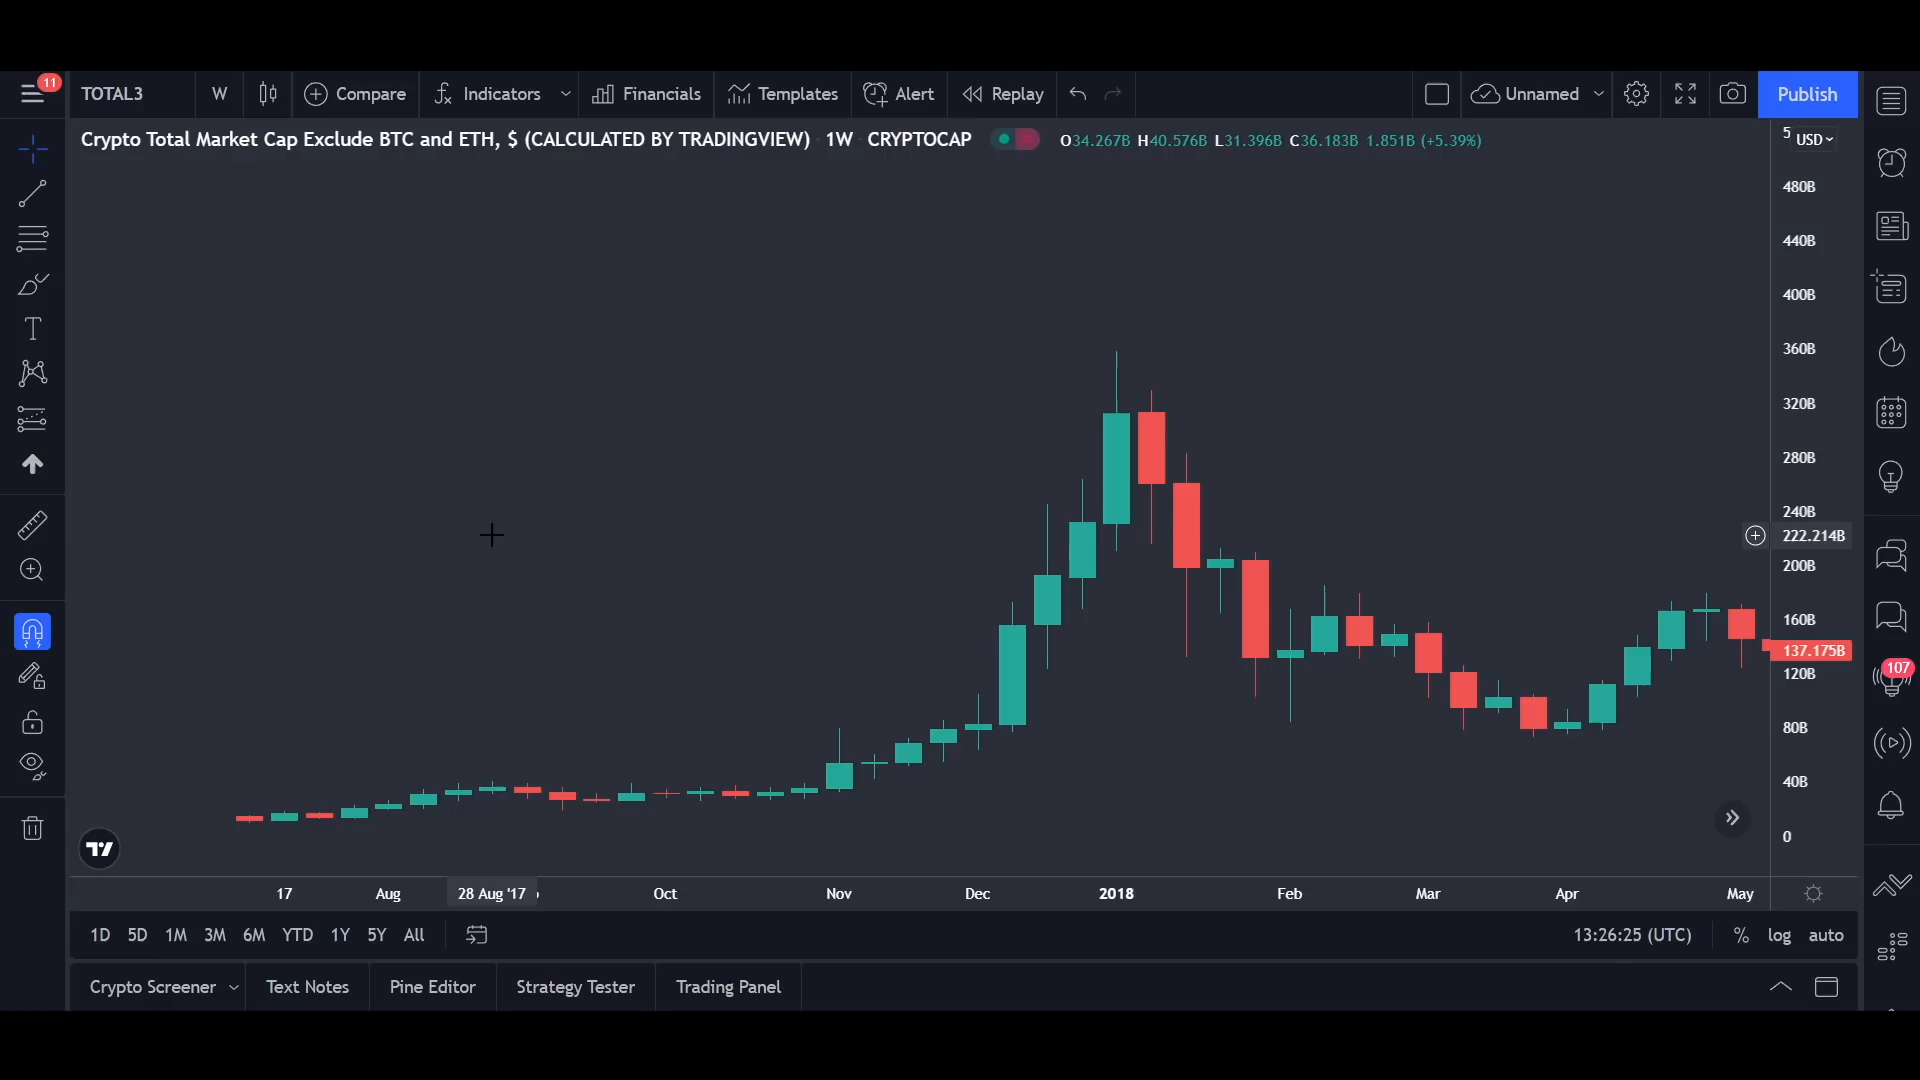 11
TOTAL3 W Compare Indicators Financials Templates Alert Replay Unnamed Publish
Crypto Total Market Cap Exclude BTC and ETH, $ (CALCULATED BY TRADINGVIEW) 1W CRYPTOCAP O34.267B H40.576B L31.396B C36.183B 1.851B (+5.39%)
5 USD
480B
440B
400B
360B
320B
280B
240B
222.214B
200B
160B
137.175B
107
120B
80B
40B
0
17 Aug 28 Aug '17 Oct Nov Dec 2018 Feb Mar Apr May
1D 5D 1M 3M 6M YTD 1Y 5Y All 13:26:25 (UTC) % log auto
Crypto Screener Text Notes Pine Editor Strategy Tester Trading Panel